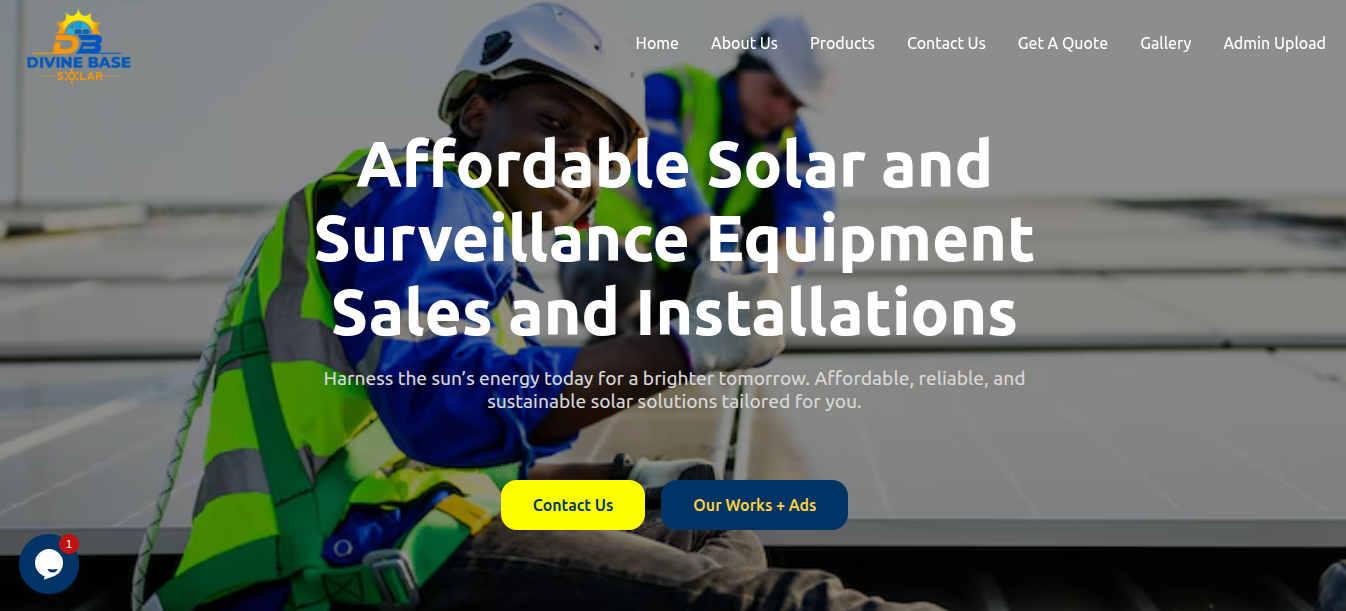 DB
DIVINE BASE
SOLAR
Home About Us Products Contact Us Get A Quote Gallery Admin Upload
Affordable Solar and
Surveillance Equipment
Sales and Installations
Harness the sun’s energy today for a brighter tomorrow. Affordable, reliable, and
sustainable solar solutions tailored for you.
Contact Us Our Works + Ads
1